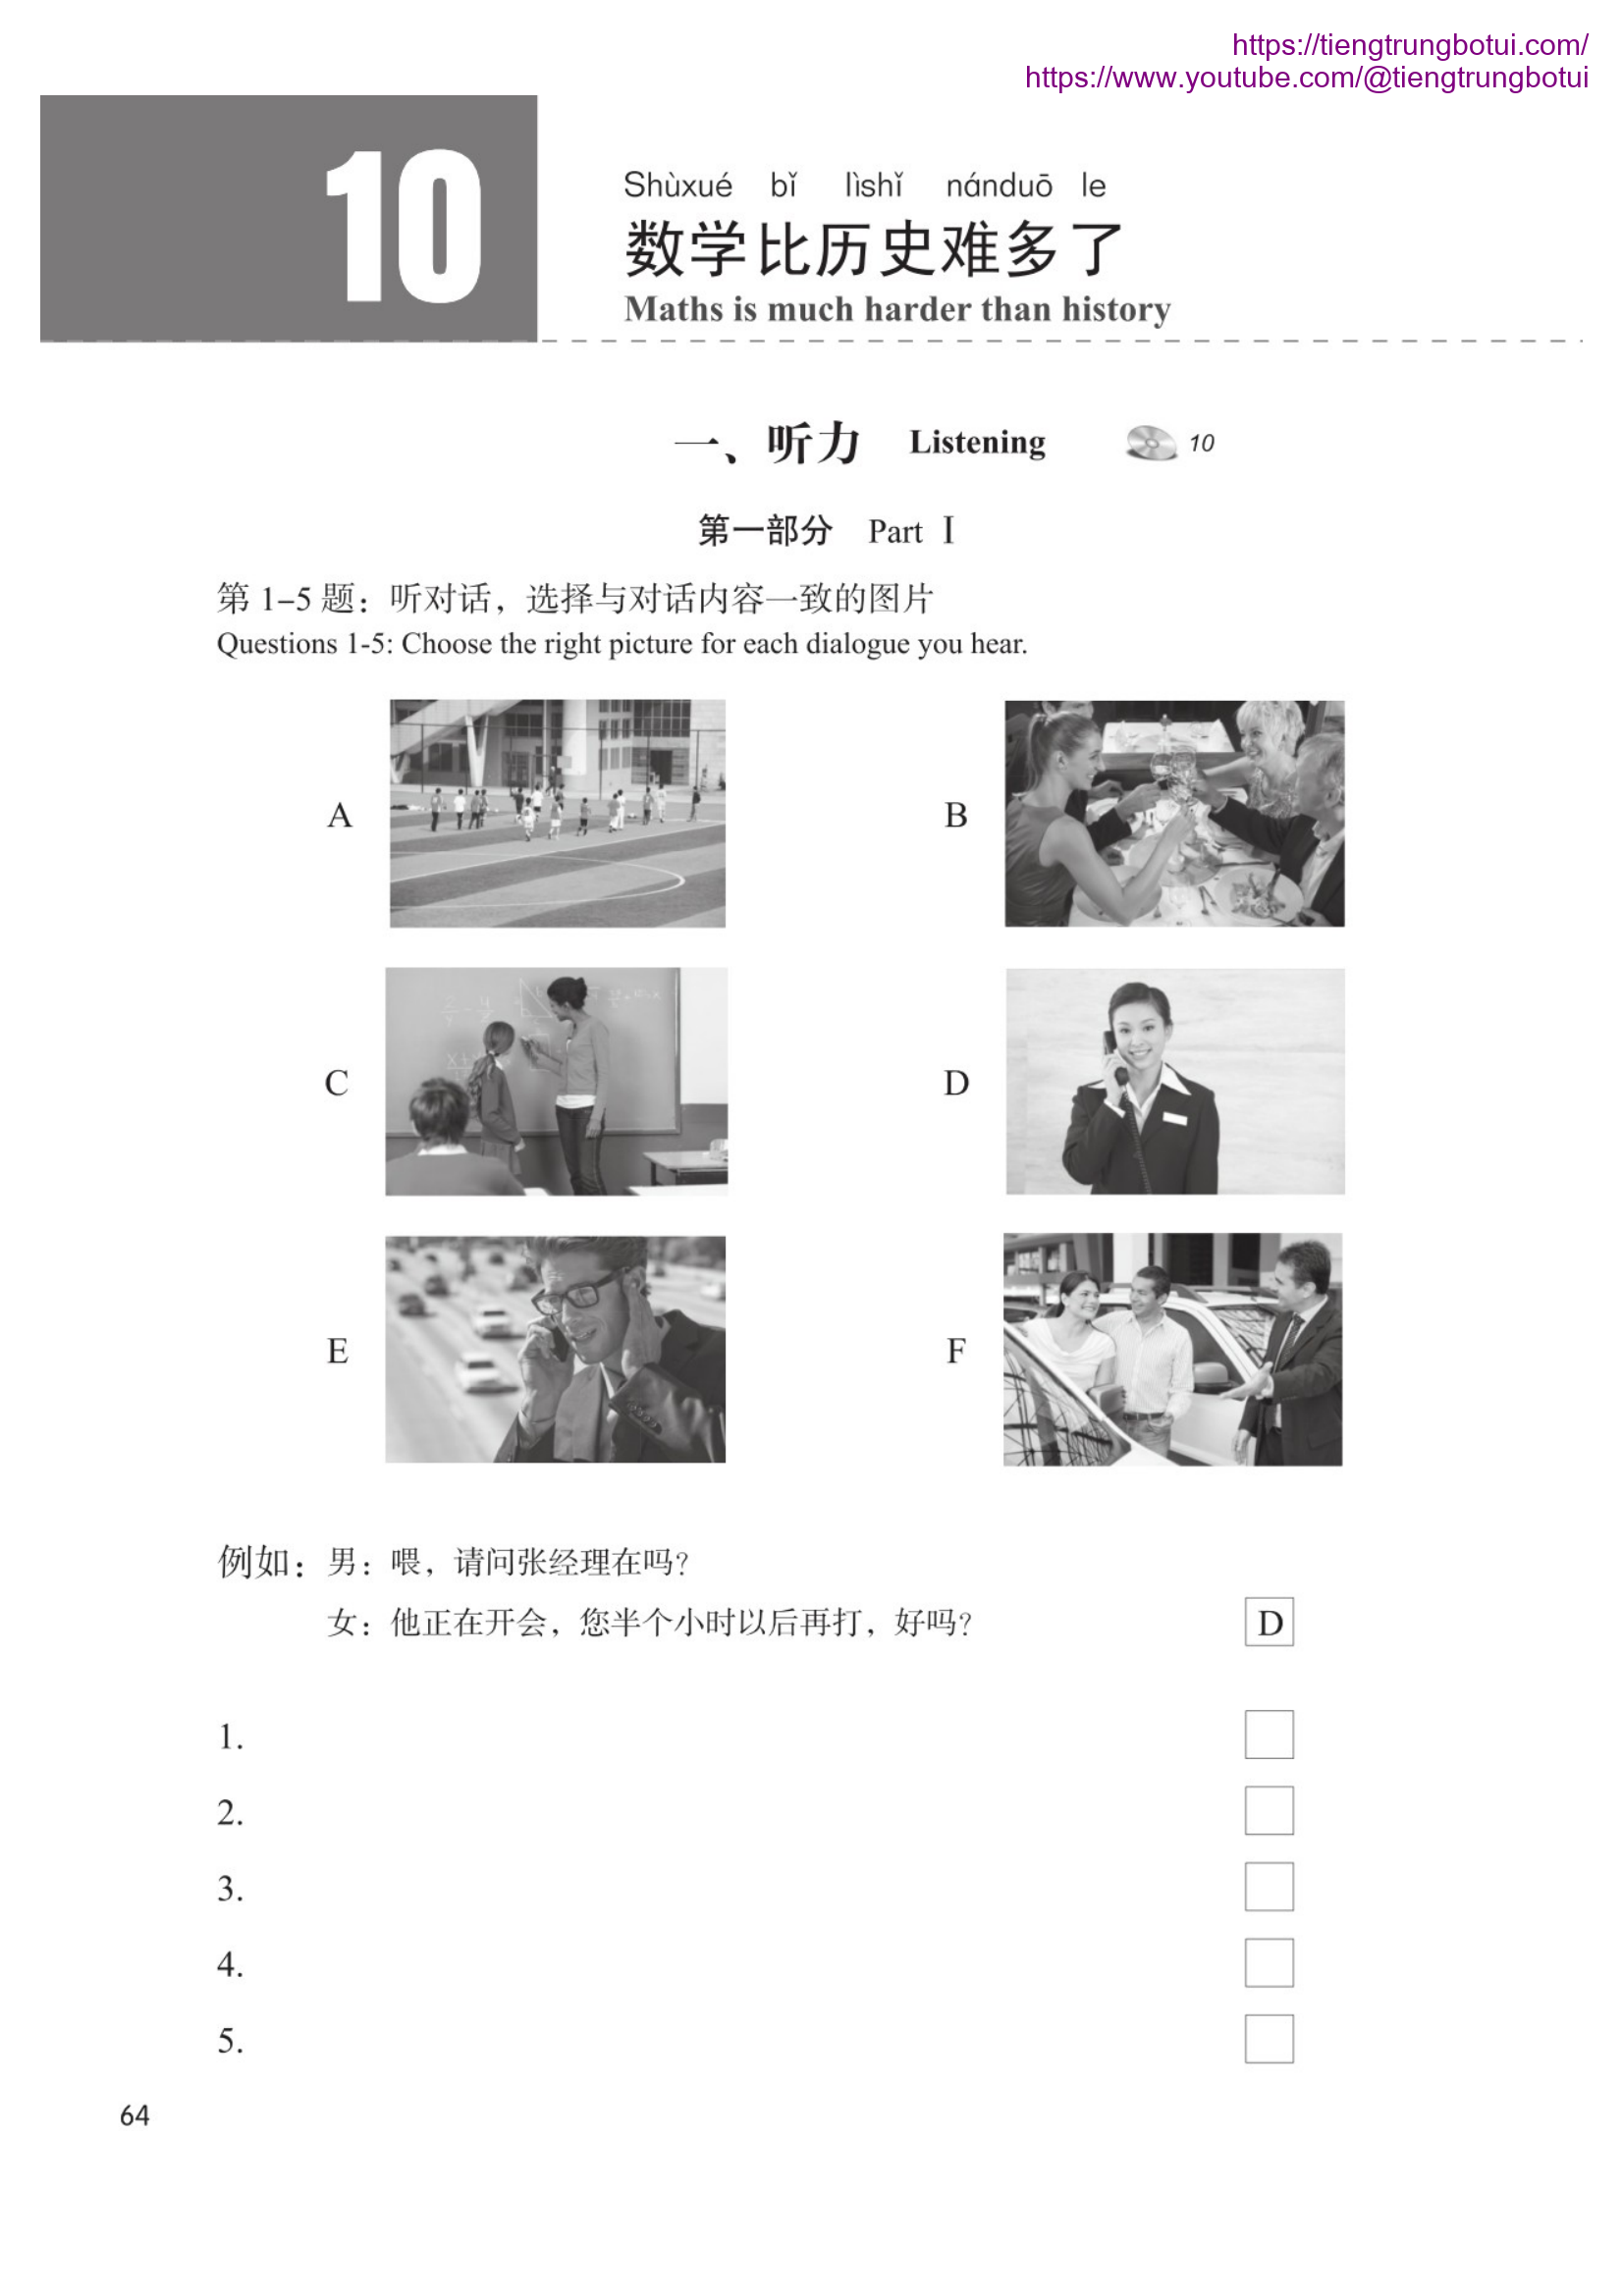 https://tiengtrungbotui.com/
https://www.youtube.com/@tiengtrungbotui
10
Shùxué bǐ lìshǐ nánduō le
数学比历史难多了
Maths is much harder than history
一、听力 Listening 10
第一部分 Part Ⅰ
第 1–5 题：听对话，选择与对话内容一致的图片
Questions 1-5: Choose the right picture for each dialogue you hear.
A
B
C
D
E
F
例如：男：喂，请问张经理在吗？
女：他正在开会，您半个小时以后再打，好吗？ D
1.
2.
3.
4.
5.
64